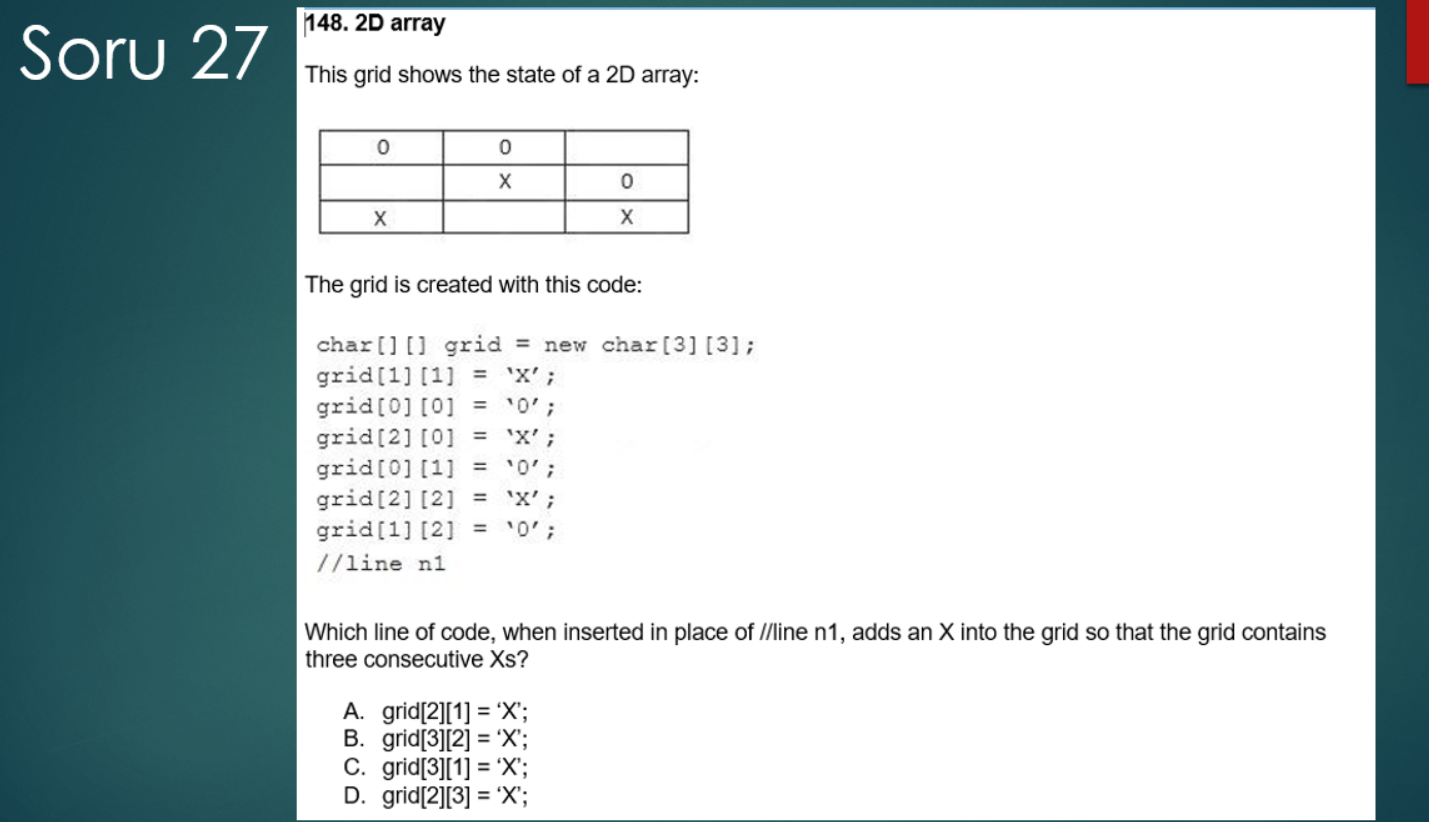 Soru 27
148. 2D array
This grid shows the state of a 2D array:
0 0
X 0
X X
The grid is created with this code:
char[][] grid = new char[3][3];
grid[1][1] = ‘X’;
grid[0][0] = ‘0’;
grid[2][0] = ‘X’;
grid[0][1] = ‘0’;
grid[2][2] = ‘X’;
grid[1][2] = ‘0’;
//line n1
Which line of code, when inserted in place of //line n1, adds an X into the grid so that the grid contains
three consecutive Xs?
A. grid[2][1] = ‘X’;
B. grid[3][2] = ‘X’;
C. grid[3][1] = ‘X’;
D. grid[2][3] = ‘X’;